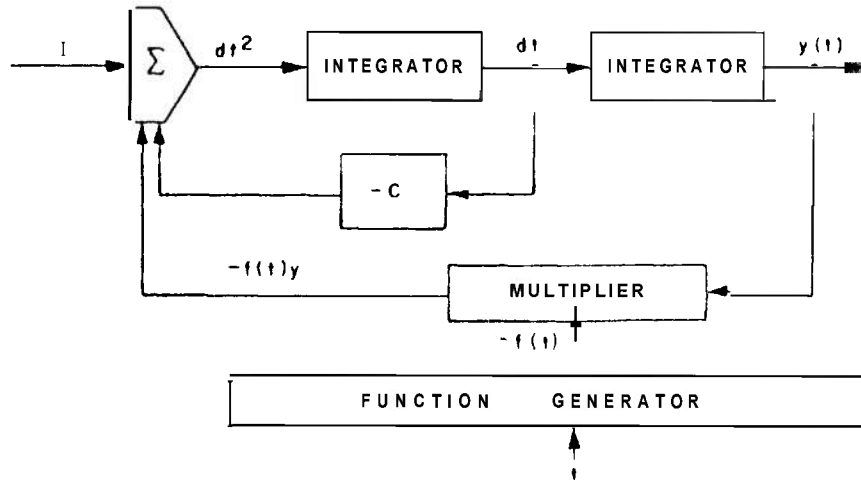 I
Σ
dt²
INTEGRATOR
dt
INTEGRATOR
y(t)
-C
-f(t)y
MULTIPLIER
-f(t)
FUNCTION GENERATOR
t